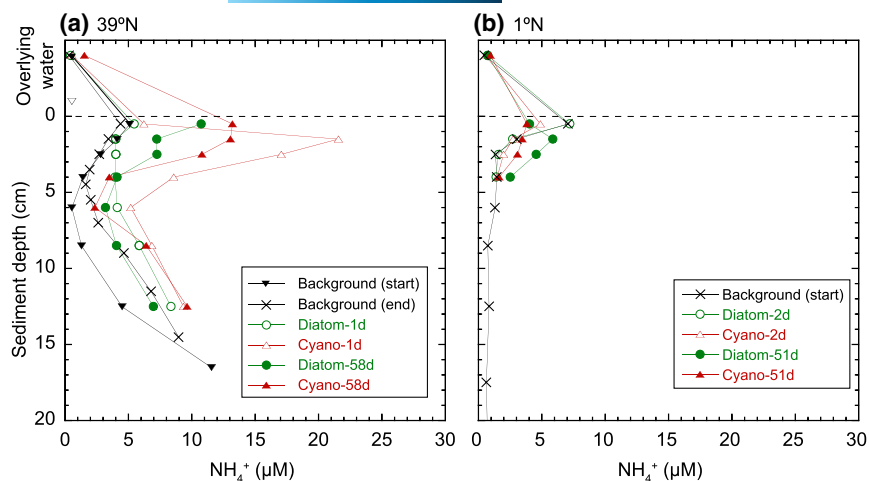 (a) 39ºN
(b) 1ºN
Overlying
water
0
5
10
15
20
Sediment depth (cm)
Background (start)
Background (end)
Diatom-1d
Cyano-1d
Diatom-58d
Cyano-58d
Background (start)
Diatom-2d
Cyano-2d
Diatom-51d
Cyano-51d
0 5 10 15 20 25 30
0 5 10 15 20 25 30
NH₄⁺ (µM)
NH₄⁺ (µM)